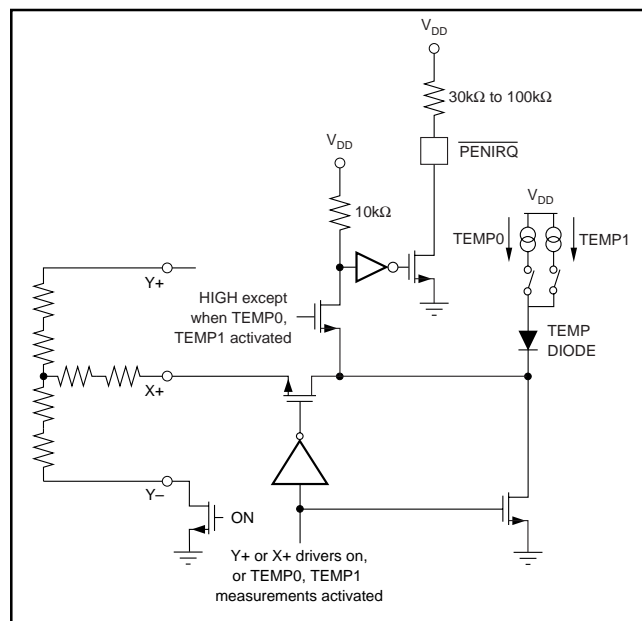 V_DD
30kΩ to 100kΩ
PENIRQ
V_DD
10kΩ
V_DD
TEMP0
TEMP1
Y+
HIGH except
when TEMP0,
TEMP1 activated
TEMP
DIODE
X+
Y–
ON
Y+ or X+ drivers on,
or TEMP0, TEMP1
measurements activated